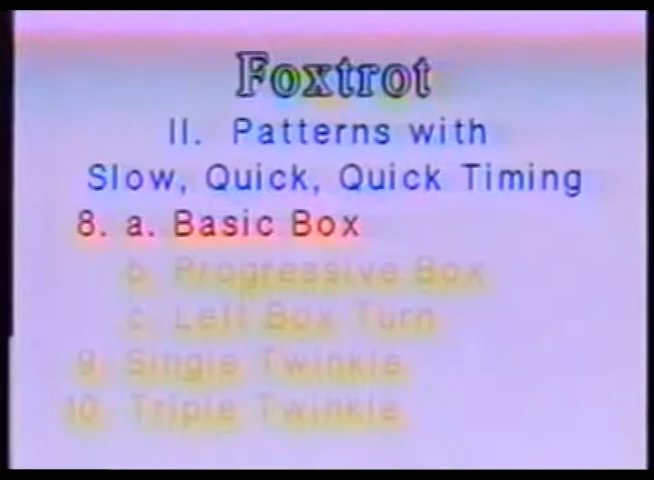 Foxtrot
II. Patterns with
Slow, Quick, Quick Timing
8. a. Basic Box
b. Progressive Box
c. Left Box Turn
9. Single Twinkle
10. Triple Twinkle